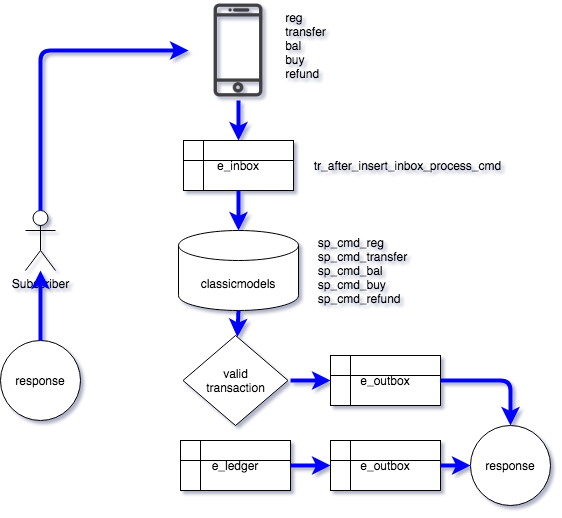 reg
transfer
bal
buy
refund
e_inbox
tr_after_insert_inbox_process_cmd
sp_cmd_reg
sp_cmd_transfer
sp_cmd_bal
sp_cmd_buy
sp_cmd_refund
classicmodels
Subscriber
valid
transaction
e_outbox
response
e_ledger
e_outbox
response